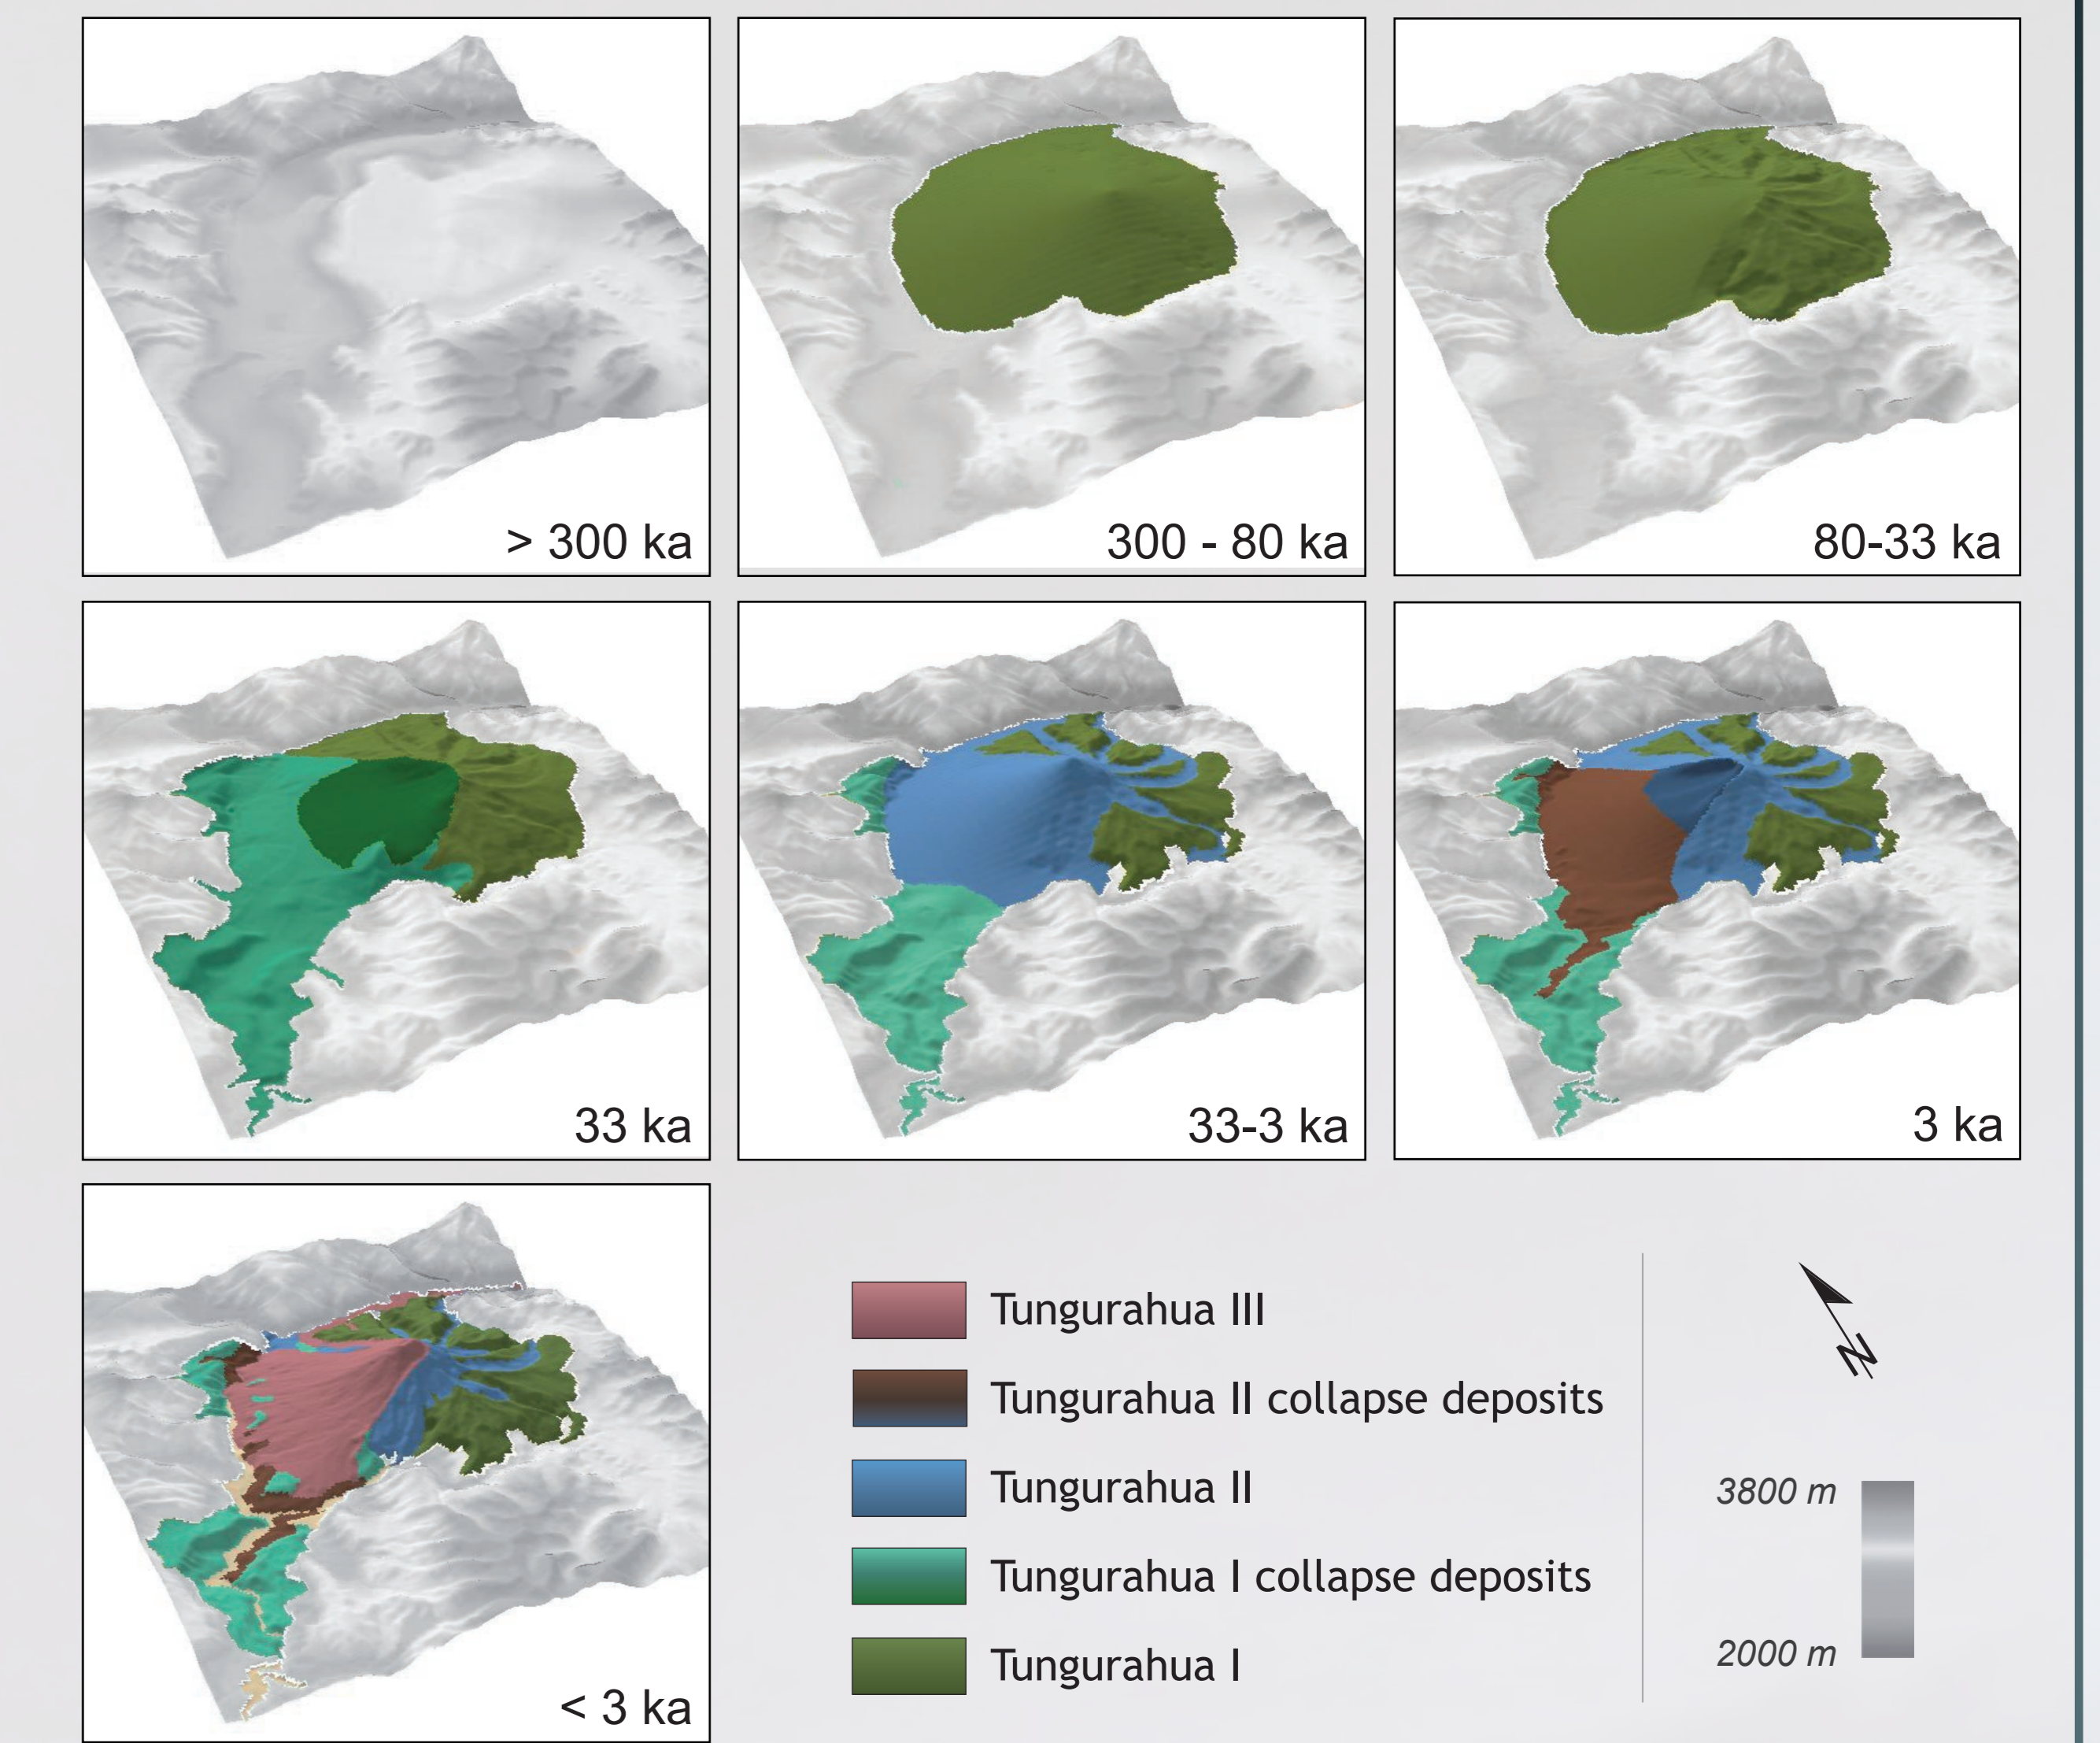 > 300 ka
300 - 80 ka
80-33 ka
33 ka
33-3 ka
3 ka
< 3 ka
Tungurahua III
Tungurahua II collapse deposits
Tungurahua II
Tungurahua I collapse deposits
Tungurahua I
N
3800 m
2000 m